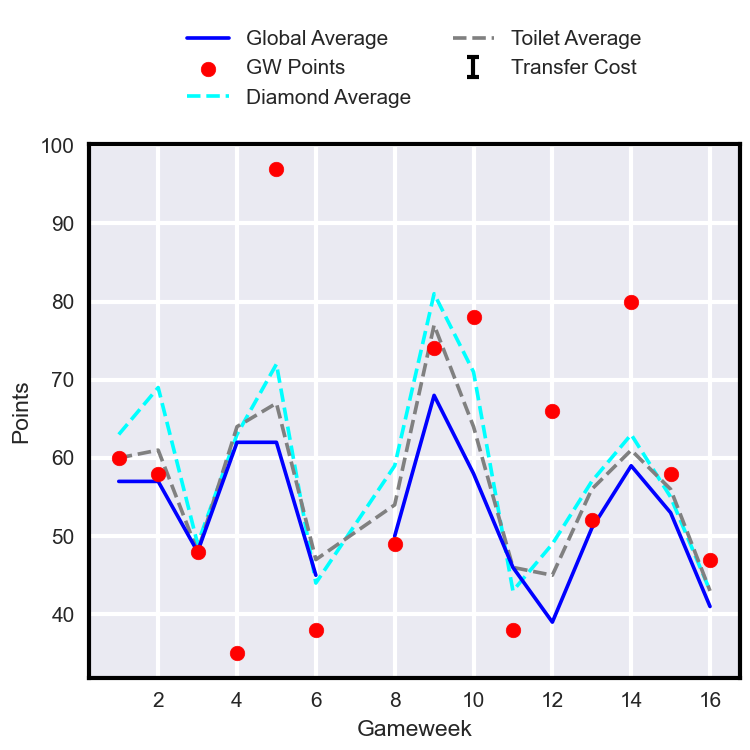 Global Average
GW Points
Diamond Average
Toilet Average
Transfer Cost
100
90
80
70
60
50
40
Points
2 4 6 8 10 12 14 16
Gameweek